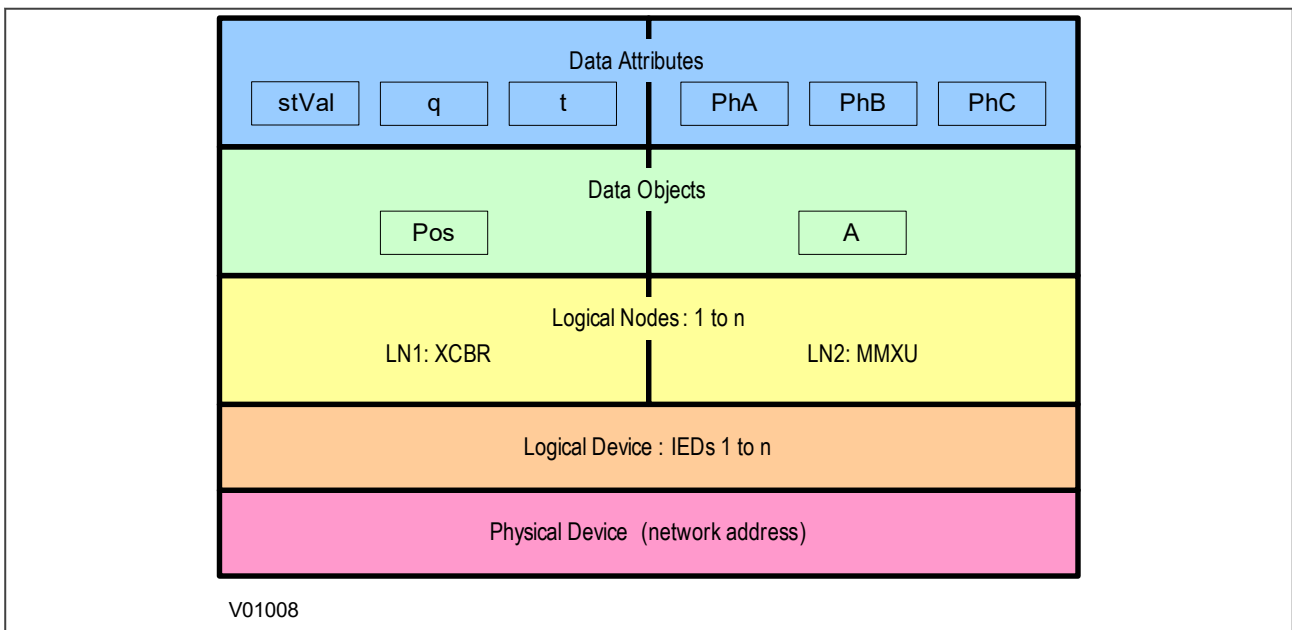 Data Attributes
stVal q t PhA PhB PhC
Data Objects
Pos A
Logical Nodes : 1 to n
LN1: XCBR LN2: MMXU
Logical Device : IEDs 1 to n
Physical Device (network address)
V01008